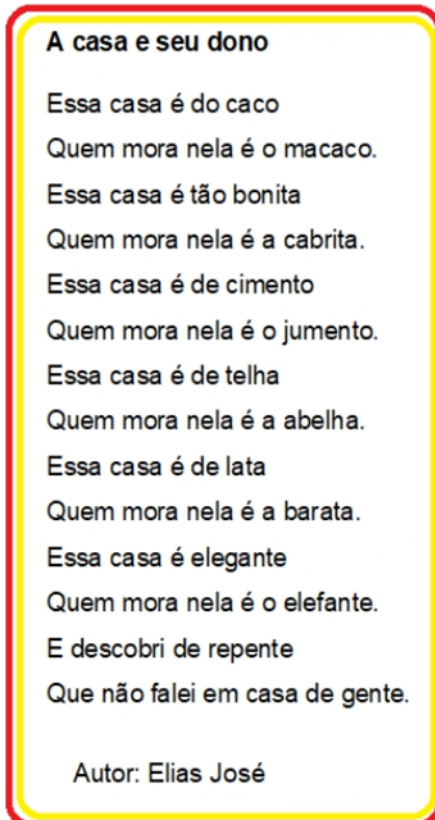 A casa e seu dono
Essa casa é do caco
Quem mora nela é o macaco.
Essa casa é tão bonita
Quem mora nela é a cabrita.
Essa casa é de cimento
Quem mora nela é o jumento.
Essa casa é de telha
Quem mora nela é a abelha.
Essa casa é de lata
Quem mora nela é a barata.
Essa casa é elegante
Quem mora nela é o elefante.
E descobri de repente
Que não falei em casa de gente.
Autor: Elias José